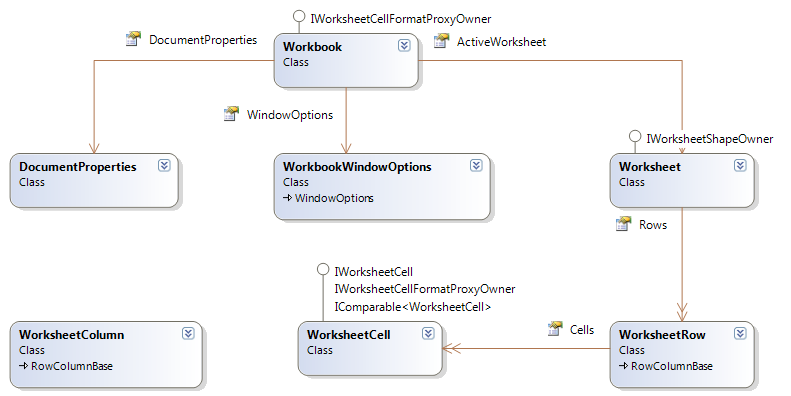 IWorksheetCellFormatProxyOwner
DocumentProperties
Workbook
Class
ActiveWorksheet
WindowOptions
IWorksheetShapeOwner
DocumentProperties
Class
WorkbookWindowOptions
Class
WindowOptions
Worksheet
Class
Rows
IWorksheetCell
IWorksheetCellFormatProxyOwner
IComparable<WorksheetCell>
WorksheetColumn
Class
RowColumnBase
WorksheetCell
Class
Cells
WorksheetRow
Class
RowColumnBase